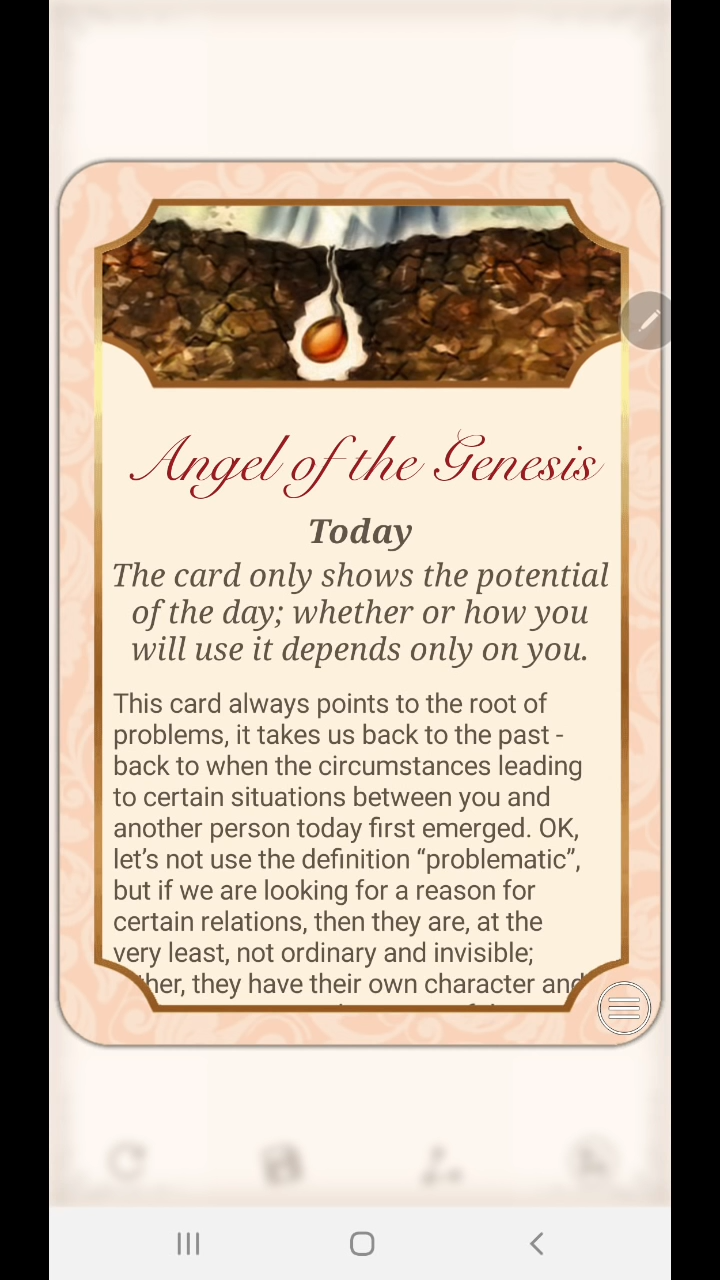 Angel of the Genesis
Today
The card only shows the potential
of the day; whether or how you
will use it depends only on you.
This card always points to the root of
problems, it takes us back to the past -
back to when the circumstances leading
to certain situations between you and
another person today first emerged. OK,
let’s not use the definition “problematic”,
but if we are looking for a reason for
certain relations, then they are, at the
very least, not ordinary and invisible;
they have their own character and